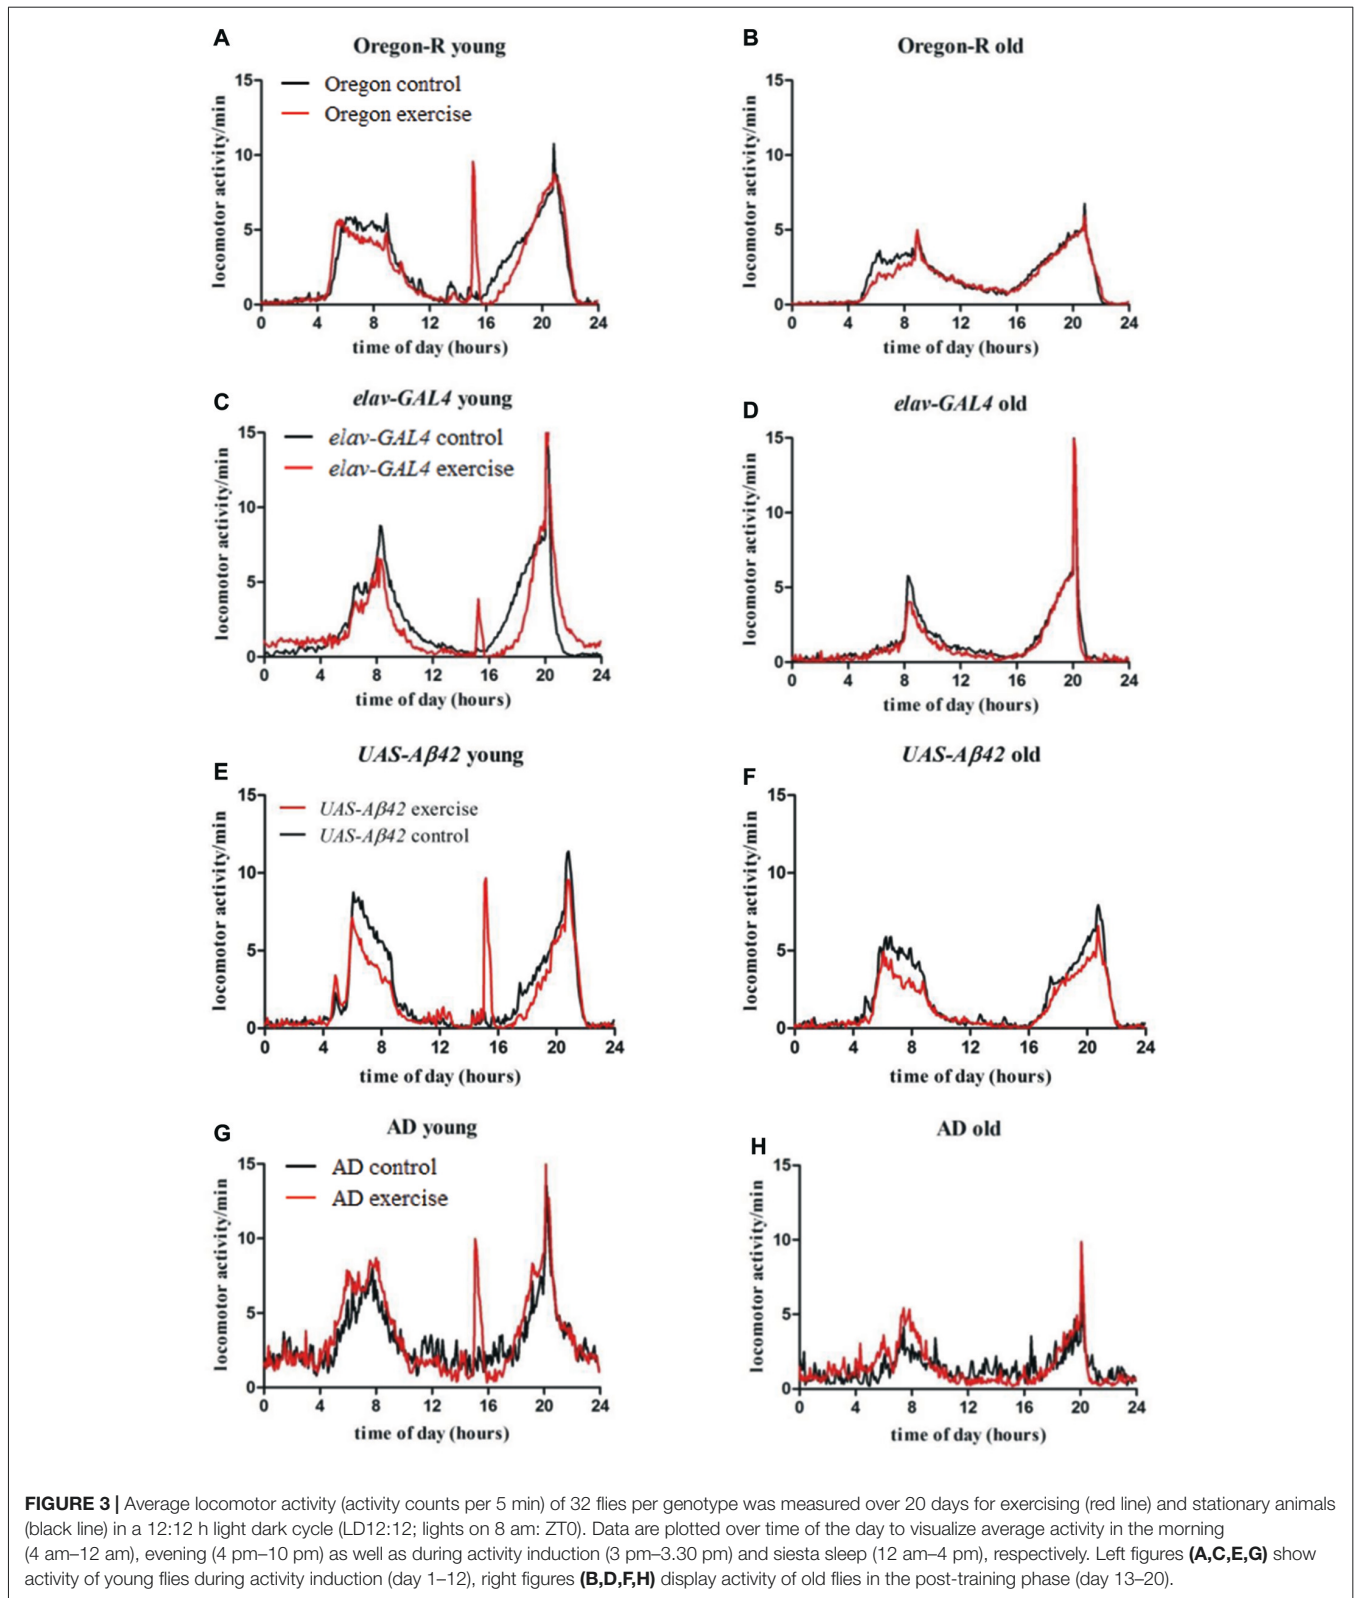 A
Oregon-R young
15
10
5
0
locomotor activity/min
Oregon control
Oregon exercise
0 4 8 12 16 20 24
time of day (hours)
B
Oregon-R old
15
10
5
0
locomotor activity/min
0 4 8 12 16 20 24
time of day (hours)
C
elav-GAL4 young
15
10
5
0
locomotor activity/min
elav-GAL4 control
elav-GAL4 exercise
0 4 8 12 16 20 24
time of day (hours)
D
elav-GAL4 old
15
10
5
0
locomotor activity/min
0 4 8 12 16 20 24
time of day (hours)
E
UAS-Aβ42 young
15
10
5
0
locomotor activity/min
UAS-Aβ42 exercise
UAS-Aβ42 control
0 4 8 12 16 20 24
time of day (hours)
F
UAS-Aβ42 old
15
10
5
0
locomotor activity/min
0 4 8 12 16 20 24
time of day (hours)
G
AD young
15
10
5
0
locomotor activity/min
AD control
AD exercise
0 4 8 12 16 20 24
time of day (hours)
H
AD old
15
10
5
0
locomotor activity/min
0 4 8 12 16 20 24
time of day (hours)
FIGURE 3 | Average locomotor activity (activity counts per 5 min) of 32 flies per genotype was measured over 20 days for exercising (red line) and stationary animals
(black line) in a 12:12 h light dark cycle (LD12:12; lights on 8 am: ZT0). Data are plotted over time of the day to visualize average activity in the morning
(4 am–12 am), evening (4 pm–10 pm) as well as during activity induction (3 pm–3.30 pm) and siesta sleep (12 am–4 pm), respectively. Left figures (A,C,E,G) show
activity of young flies during activity induction (day 1–12), right figures (B,D,F,H) display activity of old flies in the post-training phase (day 13–20).